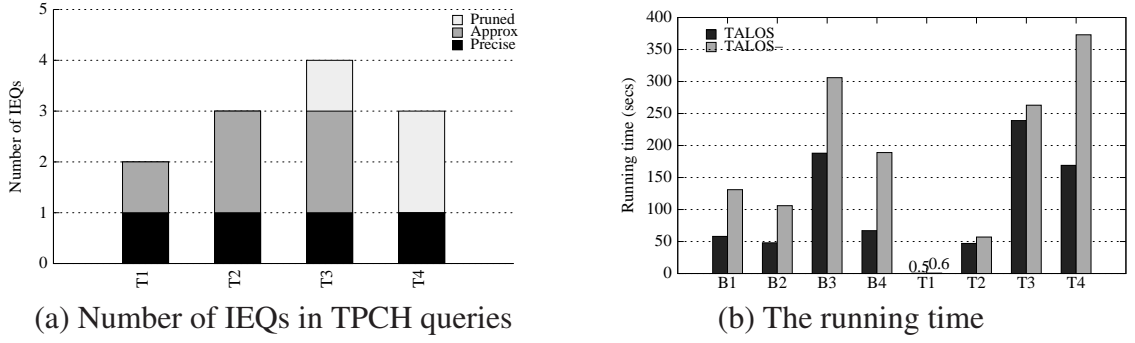 5
4
3
2
1
0
Number of IEQs
Pruned
Approx
Precise
T1 T2 T3 T4
(a) Number of IEQs in TPCH queries
400
350
300
250
200
150
100
50
0
Running time (secs)
TALOS
TALOS-
0.5 0.6
B1 B2 B3 B4 T1 T2 T3 T4
(b) The running time